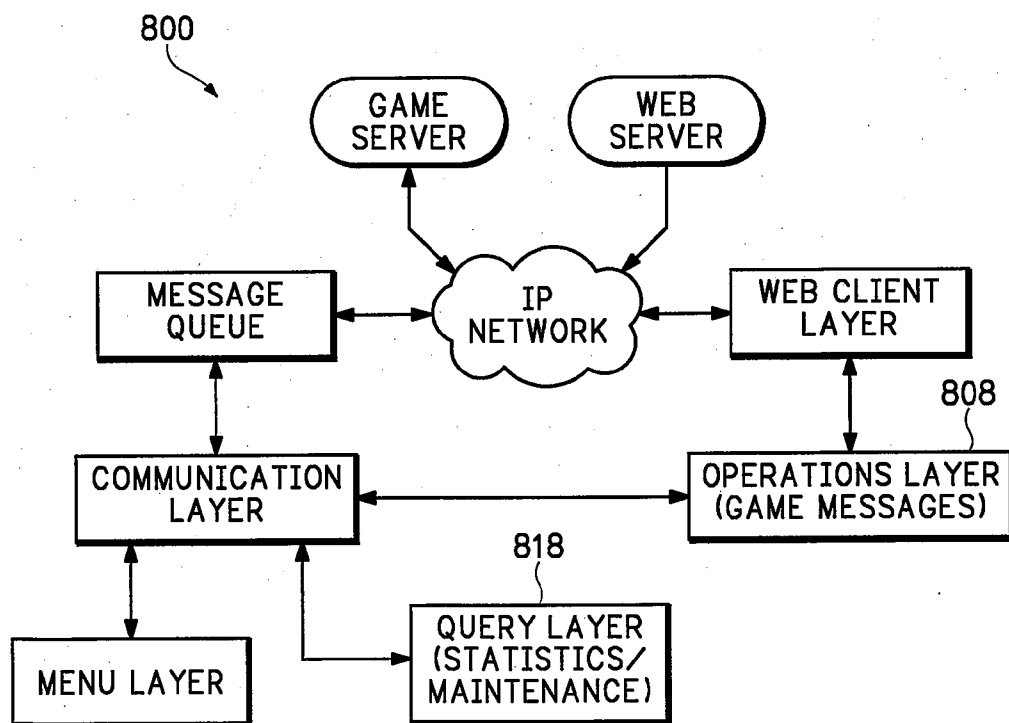 800
GAME
SERVER
WEB
SERVER
MESSAGE
QUEUE
IP
NETWORK
WEB CLIENT
LAYER
808
COMMUNICATION
LAYER
OPERATIONS LAYER
(GAME MESSAGES)
818
MENU LAYER
QUERY LAYER
(STATISTICS/
MAINTENANCE)